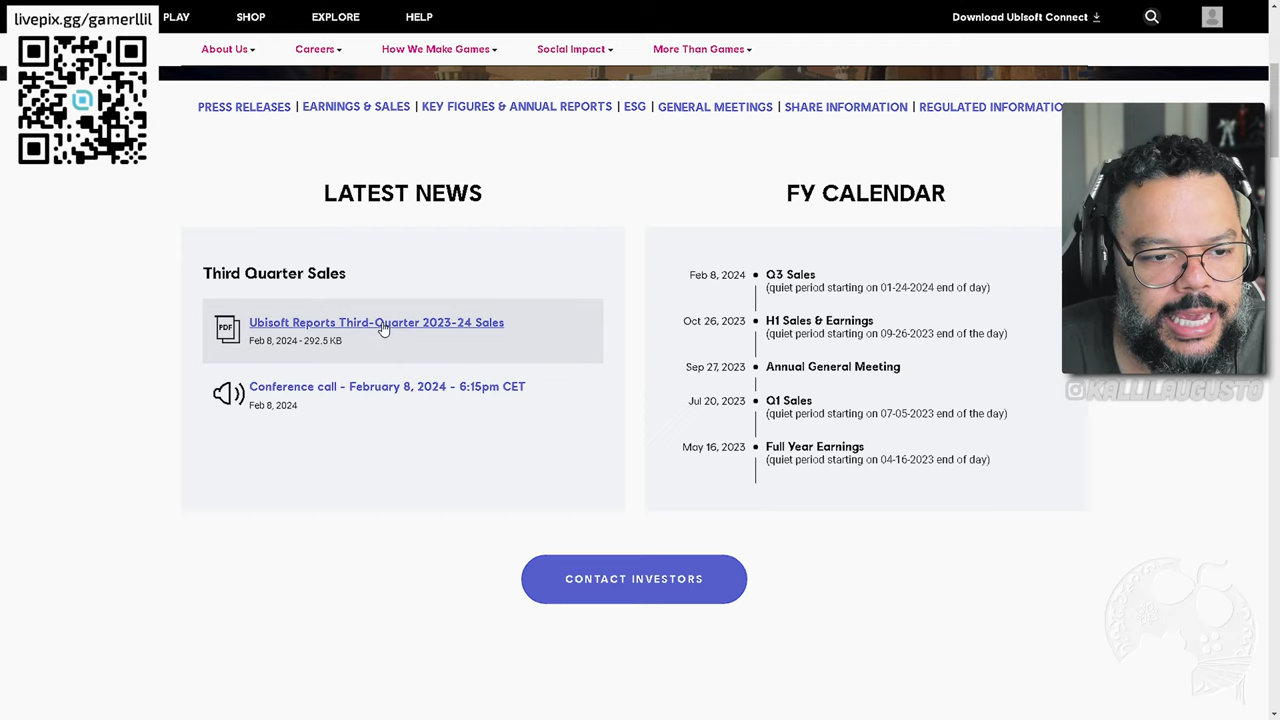 livepix.gg/gamerllil
PLAY
SHOP
EXPLORE
HELP
Download Ubisoft Connect
About Us
Careers
How We Make Games
Social Impact
More Than Games
PRESS RELEASES | EARNINGS & SALES | KEY FIGURES & ANNUAL REPORTS | ESG | GENERAL MEETINGS | SHARE INFORMATION | REGULATED INFORMATIO
LATEST NEWS
Third Quarter Sales
PDF
Ubisoft Reports Third-Quarter 2023-24 Sales
Feb 8, 2024 - 292.5 KB
Conference call - February 8, 2024 - 6:15pm CET
Feb 8, 2024
FY CALENDAR
Feb 8, 2024 Q3 Sales
(quiet period starting on 01-24-2024 end of day)
Oct 26, 2023 H1 Sales & Earnings
(quiet period starting on 09-26-2023 end of day)
Sep 27, 2023 Annual General Meeting
Jul 20, 2023 Q1 Sales
(quiet period starting on 07-05-2023 end of the day)
May 16, 2023 Full Year Earnings
(quiet period starting on 04-16-2023 end of day)
@KALLILAUGUSTO
CONTACT INVESTORS